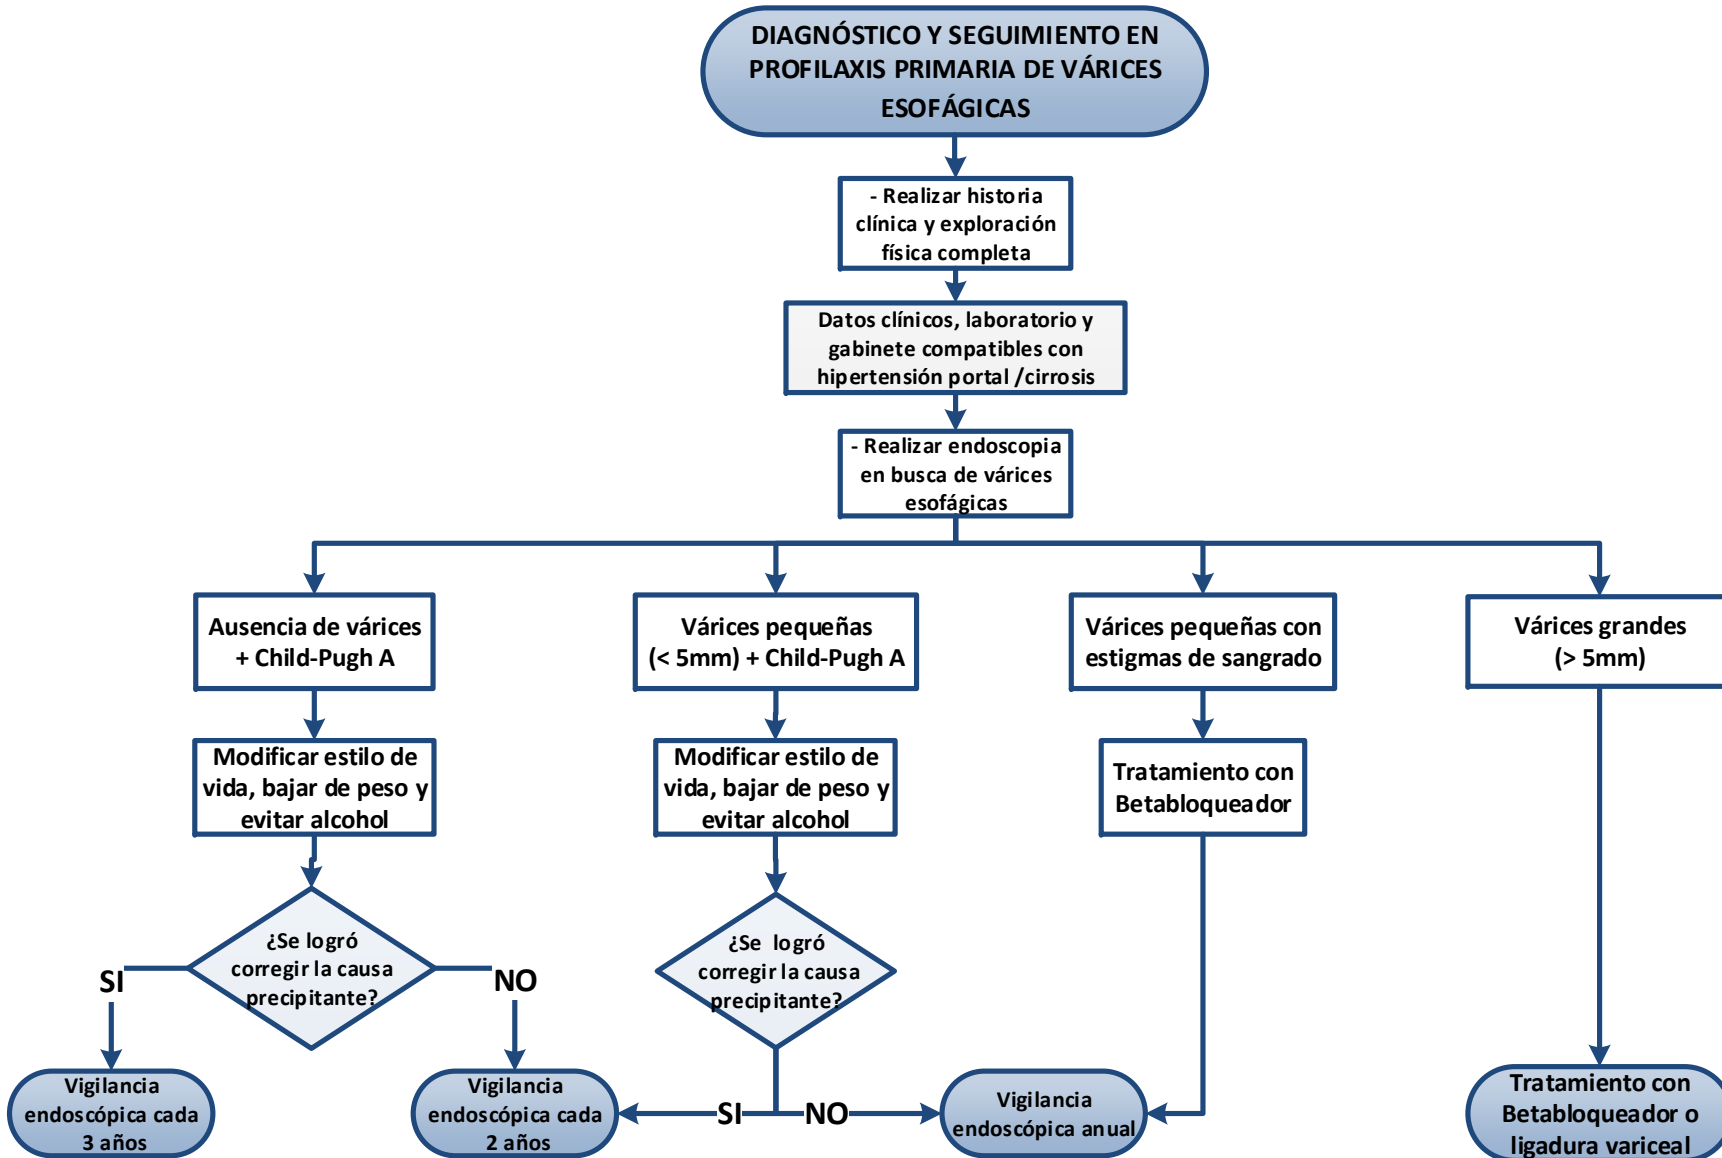 DIAGNÓSTICO Y SEGUIMIENTO EN
PROFILAXIS PRIMARIA DE VÁRICES
ESOFÁGICAS
- Realizar historia
clínica y exploración
física completa
Datos clínicos, laboratorio y
gabinete compatibles con
hipertensión portal /cirrosis
- Realizar endoscopia
en busca de várices
esofágicas
Ausencia de várices
+ Child-Pugh A
Várices pequeñas
(< 5mm) + Child-Pugh A
Várices pequeñas con
estigmas de sangrado
Várices grandes
(> 5mm)
Modificar estilo de
vida, bajar de peso y
evitar alcohol
Modificar estilo de
vida, bajar de peso y
evitar alcohol
Tratamiento con
Betabloqueador
¿Se logró
corregir la causa
precipitante?
SI
NO
¿Se logró
corregir la causa
precipitante?
SI
NO
Vigilancia
endoscópica cada
3 años
Vigilancia
endoscópica cada
2 años
Vigilancia
endoscópica anual
Tratamiento con
Betabloqueador o
ligadura variceal